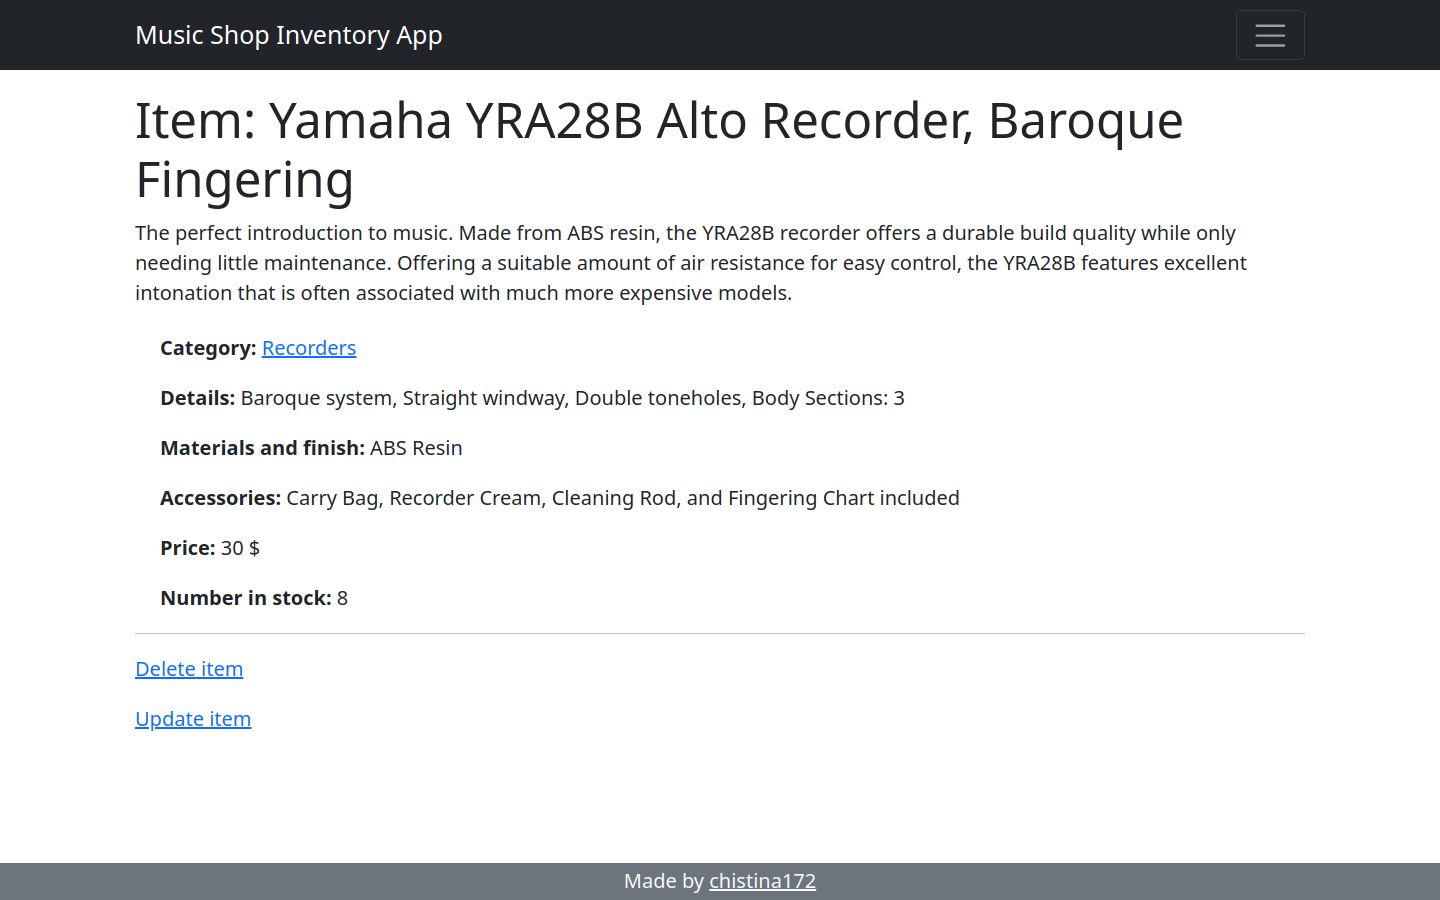 Music Shop Inventory App
Item: Yamaha YRA28B Alto Recorder, Baroque
Fingering
The perfect introduction to music. Made from ABS resin, the YRA28B recorder offers a durable build quality while only
needing little maintenance. Offering a suitable amount of air resistance for easy control, the YRA28B features excellent
intonation that is often associated with much more expensive models.
Category: Recorders
Details: Baroque system, Straight windway, Double toneholes, Body Sections: 3
Materials and finish: ABS Resin
Accessories: Carry Bag, Recorder Cream, Cleaning Rod, and Fingering Chart included
Price: 30 $
Number in stock: 8
Delete item
Update item
Made by chistina172